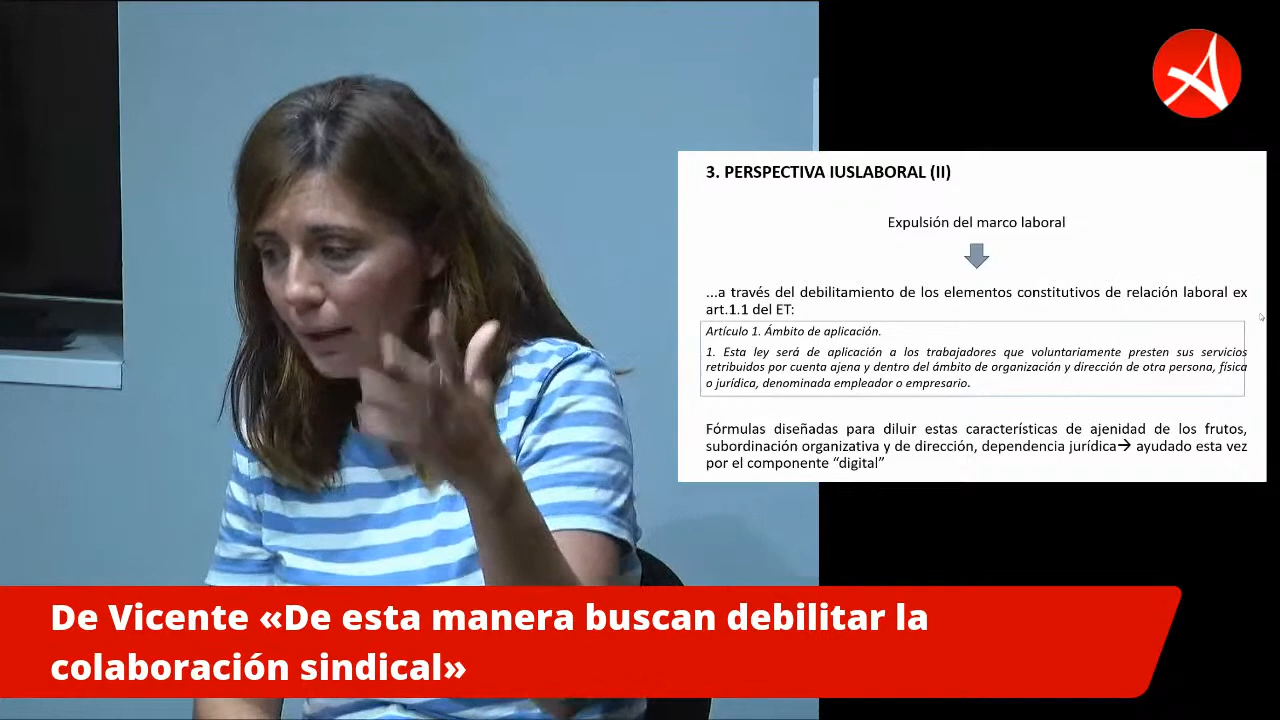 3. PERSPECTIVA IUSLABORAL (II)
Expulsión del marco laboral
...a través del debilitamiento de los elementos constitutivos de relación laboral ex
art.1.1 del ET:
Artículo 1. Ámbito de aplicación.
1. Esta ley será de aplicación a los trabajadores que voluntariamente presten sus servicios
retribuidos por cuenta ajena y dentro del ámbito de organización y dirección de otra persona, física
o jurídica, denominada empleador o empresario.
Fórmulas diseñadas para diluir estas características de ajenidad de los frutos,
subordinación organizativa y de dirección, dependencia jurídica→ ayudado esta vez
por el componente “digital”
De Vicente «De esta manera buscan debilitar la
colaboración sindical»